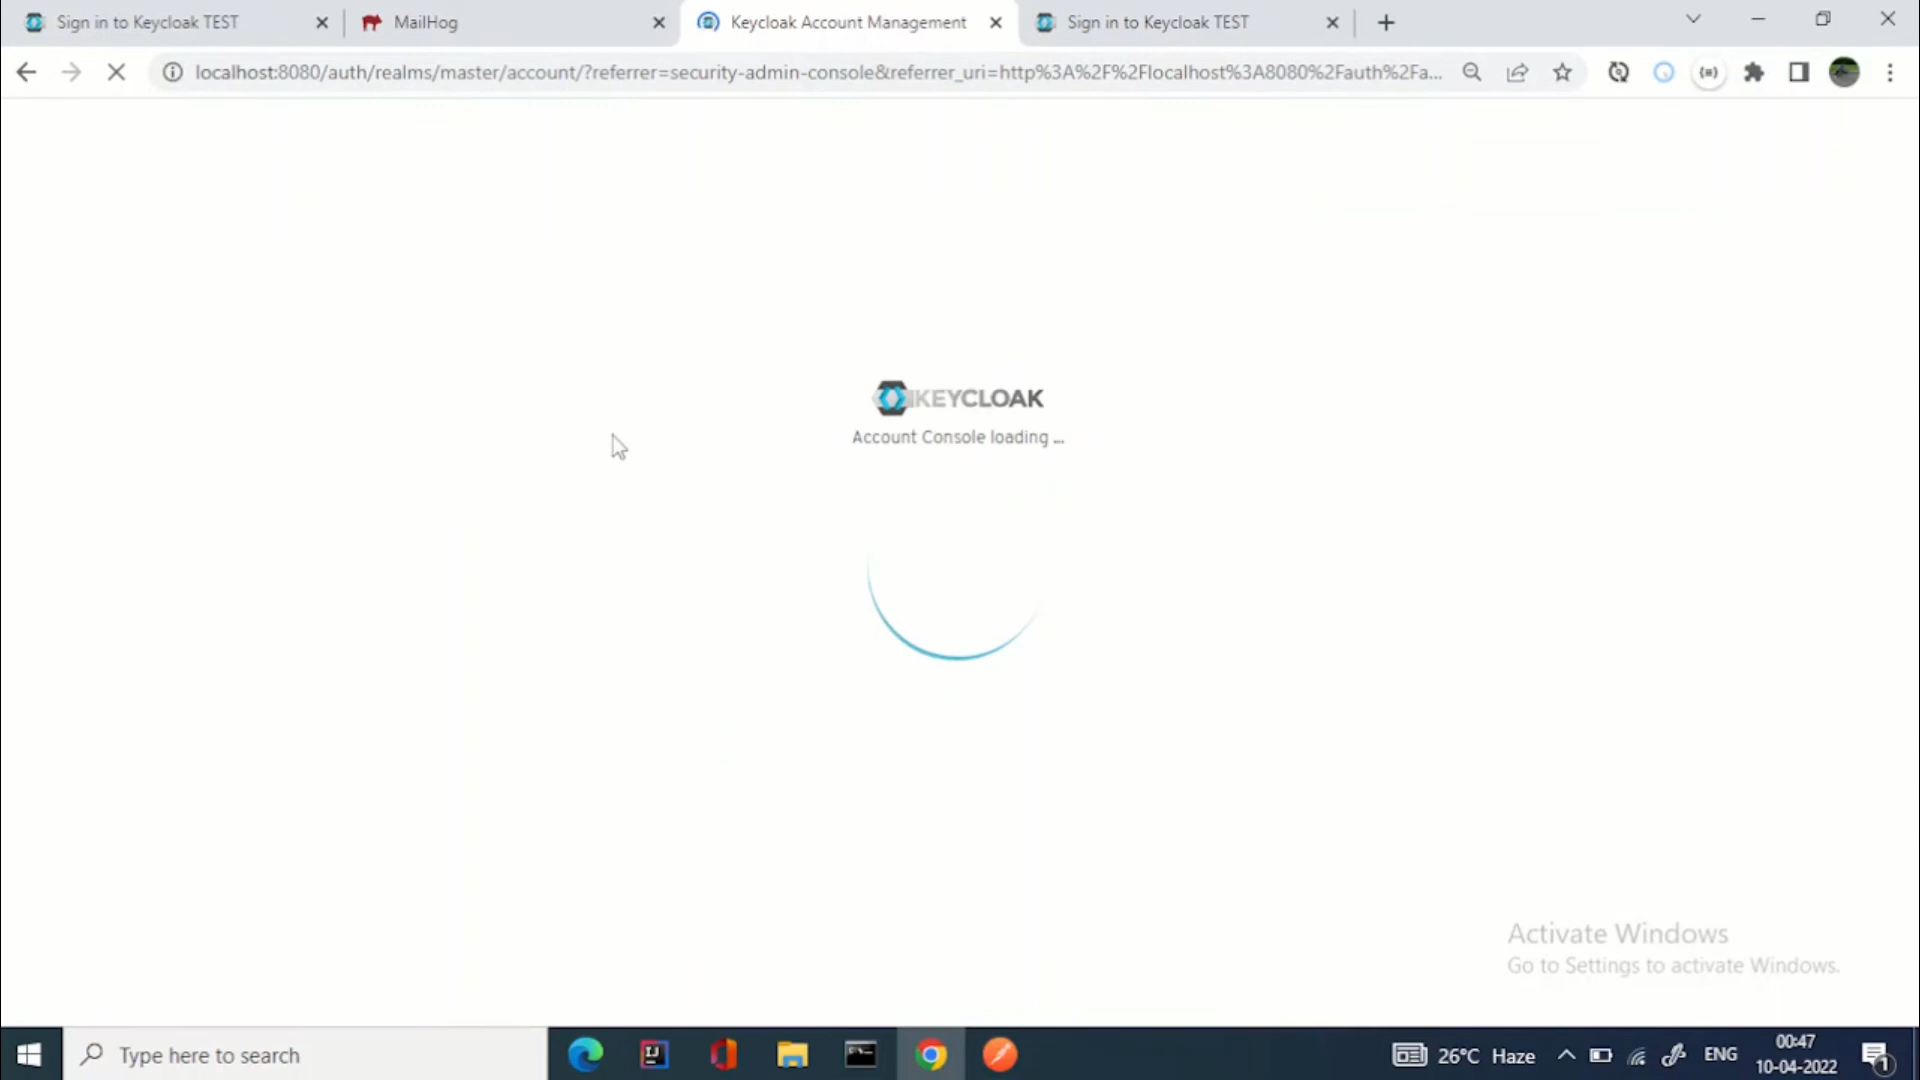 Sign in to Keycloak TEST
MailHog
Keycloak Account Management
Sign in to Keycloak TEST
localhost:8080/auth/realms/master/account/?referrer=security-admin-console&referrer_uri=http%3A%2F%2Flocalhost%3A8080%2Fauth%2Fa...
KEYCLOAK
Account Console loading ...
Activate Windows
Go to Settings to activate Windows.
Type here to search
26°C Haze
ENG
00:47
10-04-2022
1